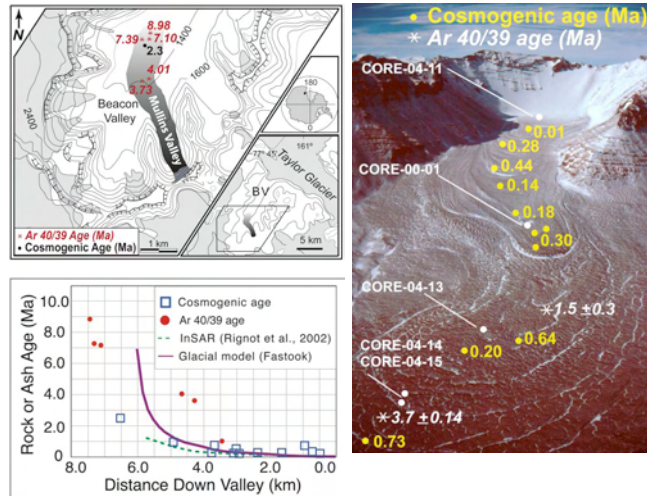 N
8.98
7.39
7.10
2.3
1400
1600
4.01
3.73
Beacon
Valley
Mullins Valley
2400
180
161°
77° 45'
Taylor Glacier
B V
Ar 40/39 age (Ma)
Cosmogenic Age (Ma)
1 km
5 km
Rock or Ash Age (Ma)
10.0
8.0
6.0
4.0
2.0
0
Cosmogenic age
Ar 40/39 age
InSAR (Rignot et al., 2002)
Glacial model (Fastook)
8.0 6.0 4.0 2.0 0.0
Distance Down Valley (km)
Cosmogenic age (Ma)
Ar 40/39 age (Ma)
CORE-04-11
0.01
0.28
CORE-00-01
0.44
0.14
0.18
0.30
CORE-04-13
1.5 ±0.3
0.64
CORE-04-14
0.20
CORE-04-15
3.7 ±0.14
0.73